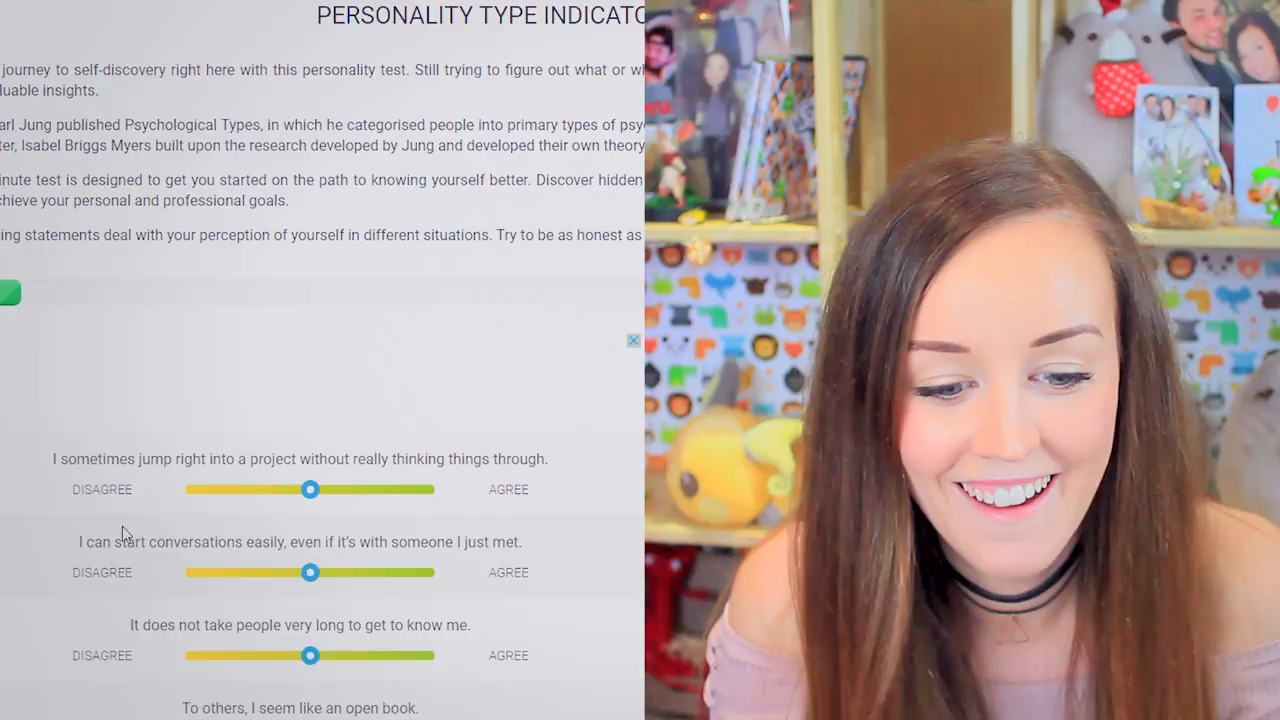 PERSONALITY TYPE INDICATO
journey to self-discovery right here with this personality test. Still trying to figure out what or wh
luable insights.
arl Jung published Psychological Types, in which he categorised people into primary types of psy
ter, Isabel Briggs Myers built upon the research developed by Jung and developed their own theory
inute test is designed to get you started on the path to knowing yourself better. Discover hidden
chieve your personal and professional goals.
ing statements deal with your perception of yourself in different situations. Try to be as honest as
I sometimes jump right into a project without really thinking things through.
DISAGREE AGREE
I can start conversations easily, even if it's with someone I just met.
DISAGREE AGREE
It does not take people very long to get to know me.
DISAGREE AGREE
To others, I seem like an open book.